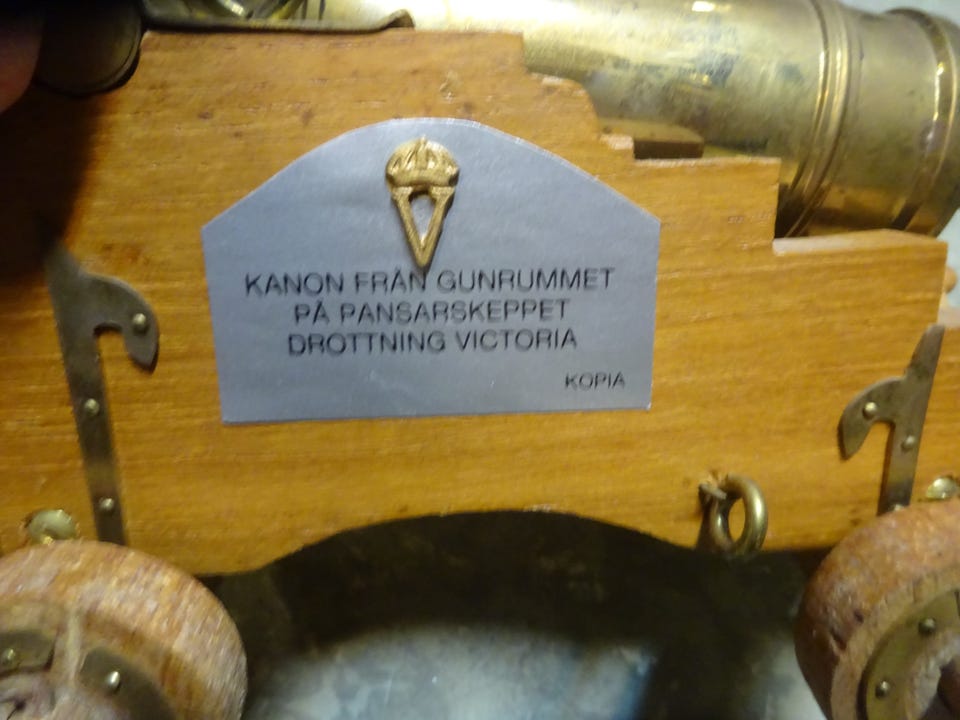 KANON FRÅN GUNRUMMET
PÅ PANSARSKEPPET
DROTTNING VICTORIA
KOPIA